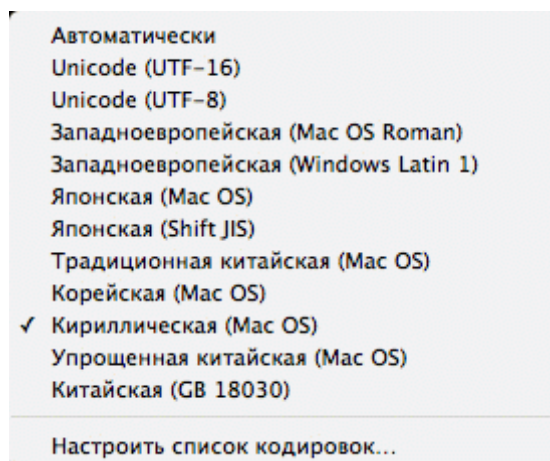 Автоматически
Unicode (UTF-16)
Unicode (UTF-8)
Западноевропейская (Mac OS Roman)
Западноевропейская (Windows Latin 1)
Японская (Mac OS)
Японская (Shift JIS)
Традиционная китайская (Mac OS)
Корейская (Mac OS)
✓ Кириллическая (Mac OS)
Упрощенная китайская (Mac OS)
Китайская (GB 18030)
Настроить список кодировок...